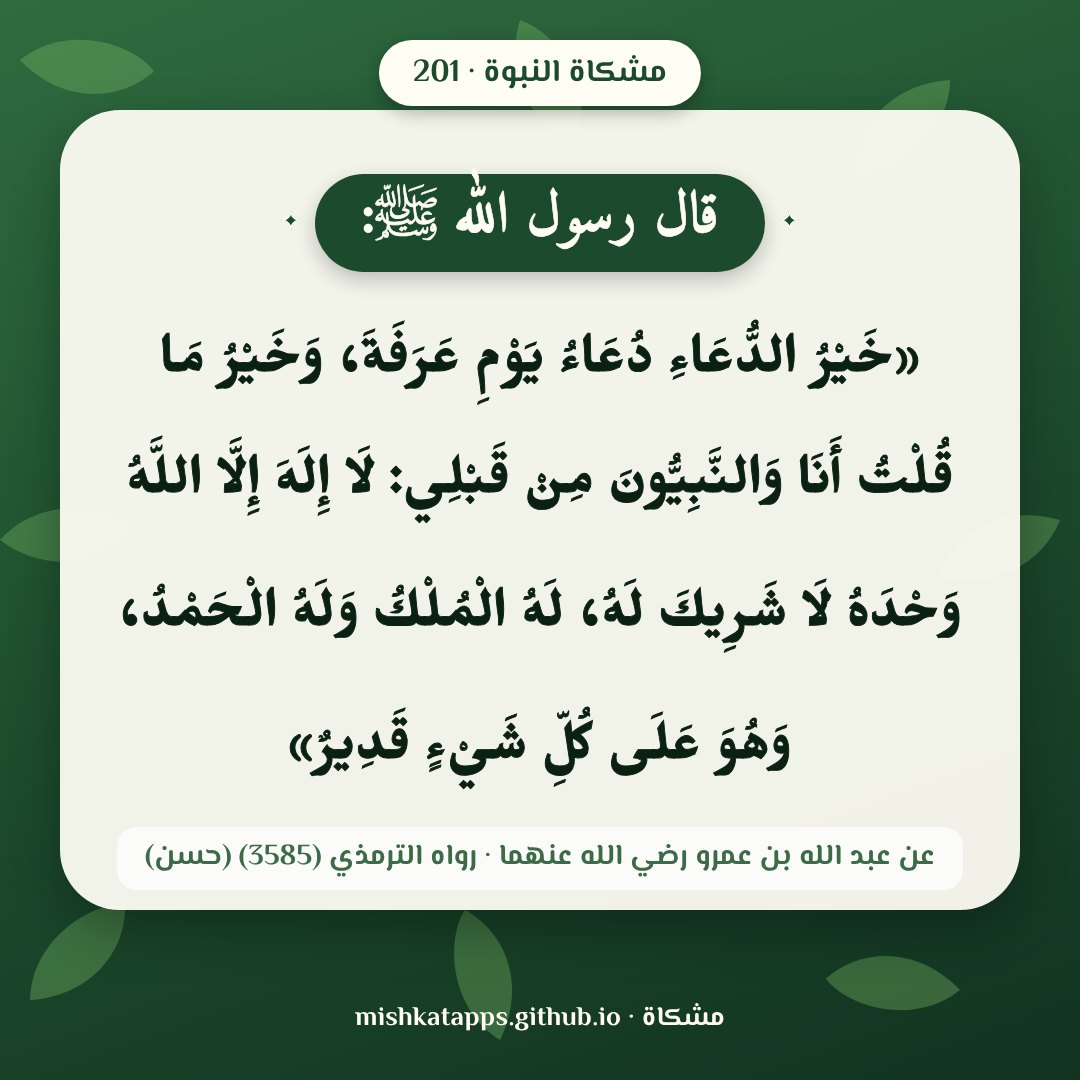 مشكاة النبوة · 201
قال رسول الله ﷺ:
«خَيْرُ الدُّعَاءِ دُعَاءُ يَوْمِ عَرَفَةَ، وَخَيْرُ مَا
قُلْتُ أَنَا وَالنَّبِيُّونَ مِنْ قَبْلِي: لَا إِلَهَ إِلَّا اللَّهُ
وَحْدَهُ لَا شَرِيكَ لَهُ، لَهُ الْمُلْكُ وَلَهُ الْحَمْدُ،
وَهُوَ عَلَى كُلِّ شَيْءٍ قَدِيرٌ»
عن عبد الله بن عمرو رضي الله عنهما · رواه الترمذي (3585) (حسن)
مشكاة · mishkatapps.github.io